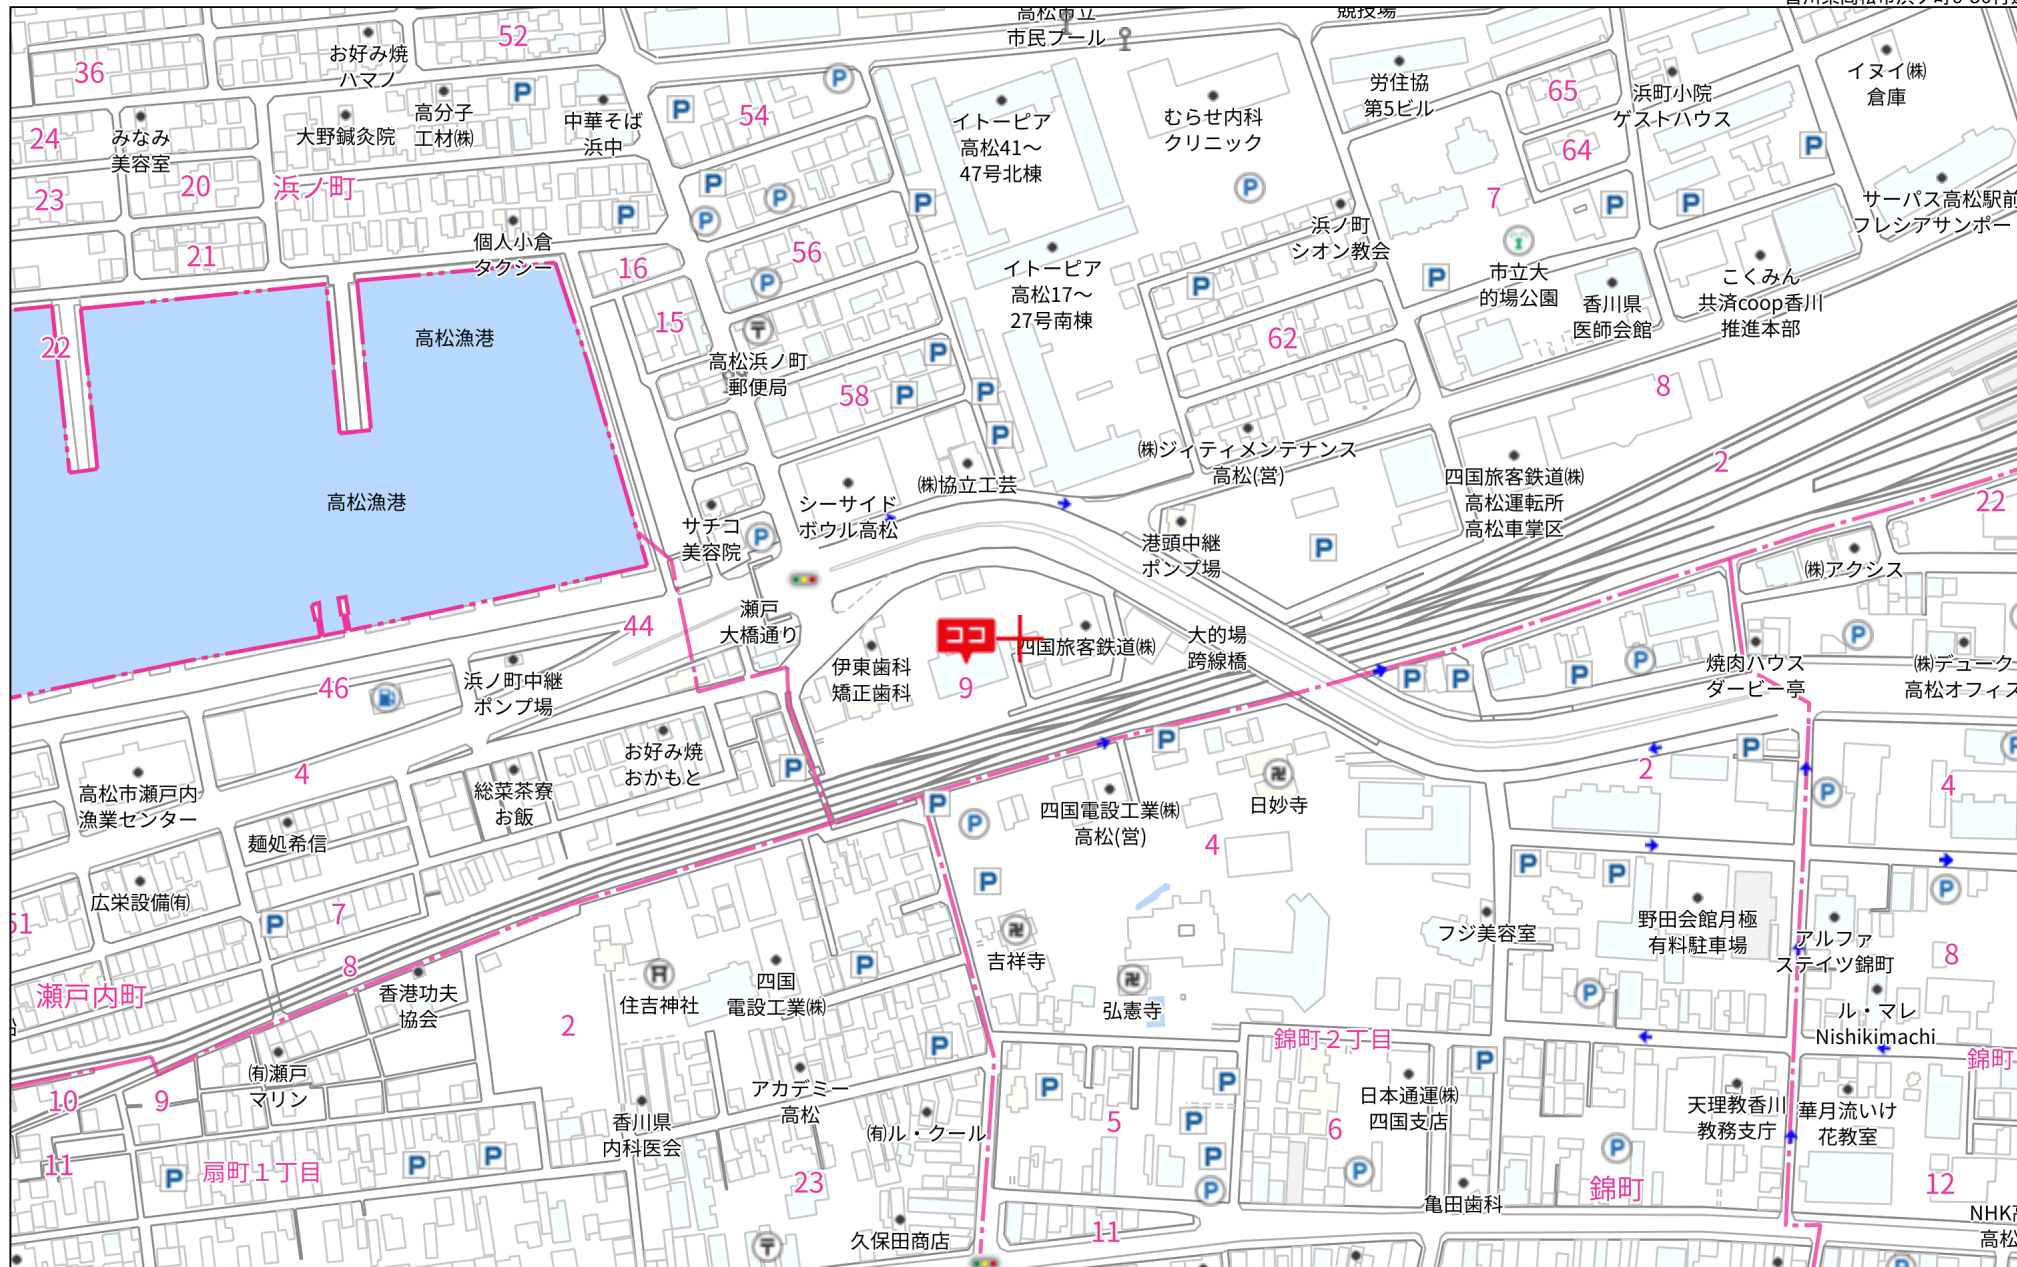 高松市立
市民プール
競技場
52
36
お好み焼
ハマノ
高分子
工材㈱
大野鍼灸院
中華そば
浜中
54
イトーピア
高松41～
47号北棟
むらせ内科
クリニック
労住協
第5ビル
65
浜町小院
ゲストハウス
イヌイ㈱
倉庫
24
みなみ
美容室
64
23
20
浜ノ町
7
サーパス高松駅前
フレシアサンポー
21
個人小倉
タクシー
16
56
イトーピア
高松17～
27号南棟
浜ノ町
シオン教会
市立大
的場公園
香川県
医師会館
こくみん
共済coop香川
推進本部
22
高松漁港
15
高松浜ノ町
郵便局
58
62
8
高松漁港
㈱協立工芸
シーサイド
ボウル高松
㈱ジィティメンテナンス
高松(営)
四国旅客鉄道㈱
高松運転所
高松車掌区
2
22
サチコ
美容院
港頭中継
ポンプ場
㈱アクシス
瀬戸
大橋通り
44
46
浜ノ町中継
ポンプ場
伊東歯科
矯正歯科
9
四国旅客鉄道㈱
大的場
跨線橋
焼肉ハウス
ダービー亭
㈱デューク
高松オフィス
高松市瀬戸内
漁業センター
4
総菜茶寮
お飯
お好み焼
おかもと
四国電設工業㈱
高松(営)
日妙寺
4
2
4
麺処希信
広栄設備㈲
51
7
8
瀬戸内町
香港功夫
協会
住吉神社
四国
電設工業㈱
吉祥寺
弘憲寺
フジ美容室
野田会館月極
有料駐車場
アルファ
ステイツ錦町
8
2
㈲瀬戸
マリン
ル・マレ
Nishikimachi
錦町２丁目
錦町
10
9
11
扇町１丁目
香川県
内科医会
アカデミー
高松
㈲ル・クール
23
久保田商店
5
6
日本通運㈱
四国支店
天理教香川
教務支庁
華月流いけ
花教室
亀田歯科
錦町
12
11